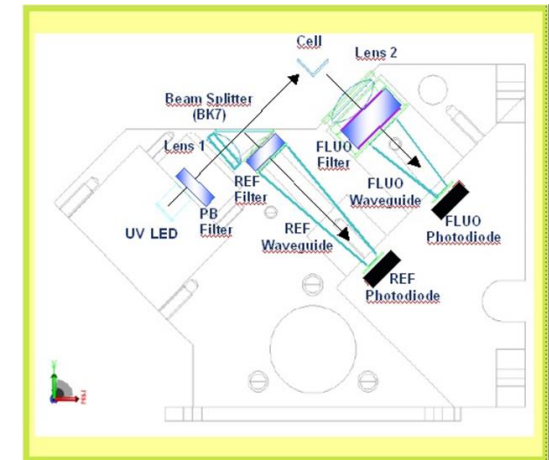 Cell
Lens 2
Beam Splitter
(BK7)
Lens 1
FLUO
Filter
REF
Filter
FLUO
Waveguide
PB
Filter
REF
Waveguide
UV LED
FLUO
Photodiode
REF
Photodiode